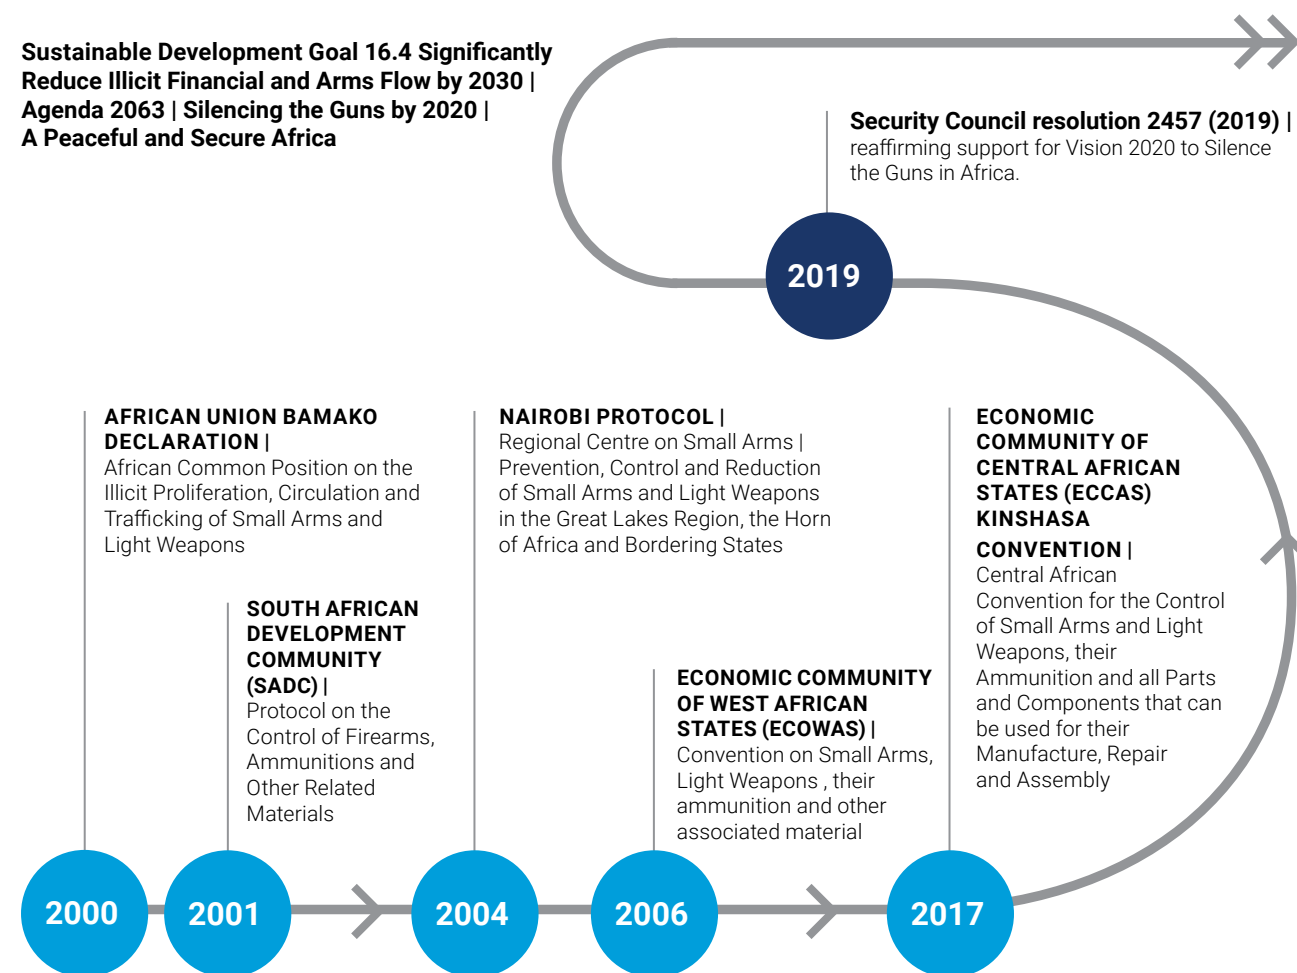 Sustainable Development Goal 16.4 Significantly
Reduce Illicit Financial and Arms Flow by 2030 |
Agenda 2063 | Silencing the Guns by 2020 |
A Peaceful and Secure Africa
Security Council resolution 2457 (2019) |
reaffirming support for Vision 2020 to Silence
the Guns in Africa.
2019
AFRICAN UNION BAMAKO
DECLARATION |
African Common Position on the
Illicit Proliferation, Circulation and
Trafficking of Small Arms and
Light Weapons
SOUTH AFRICAN
DEVELOPMENT
COMMUNITY
(SADC) |
Protocol on the
Control of Firearms,
Ammunitions and
Other Related
Materials
NAIROBI PROTOCOL |
Regional Centre on Small Arms |
Prevention, Control and Reduction
of Small Arms and Light Weapons
in the Great Lakes Region, the Horn
of Africa and Bordering States
ECONOMIC COMMUNITY
OF WEST AFRICAN
STATES (ECOWAS) |
Convention on Small Arms,
Light Weapons , their
ammunition and other
associated material
ECONOMIC
COMMUNITY OF
CENTRAL AFRICAN
STATES (ECCAS)
KINSHASA
CONVENTION |
Central African
Convention for the Control
of Small Arms and Light
Weapons, their
Ammunition and all Parts
and Components that can
be used for their
Manufacture, Repair
and Assembly
2000
2001
2004
2006
2017